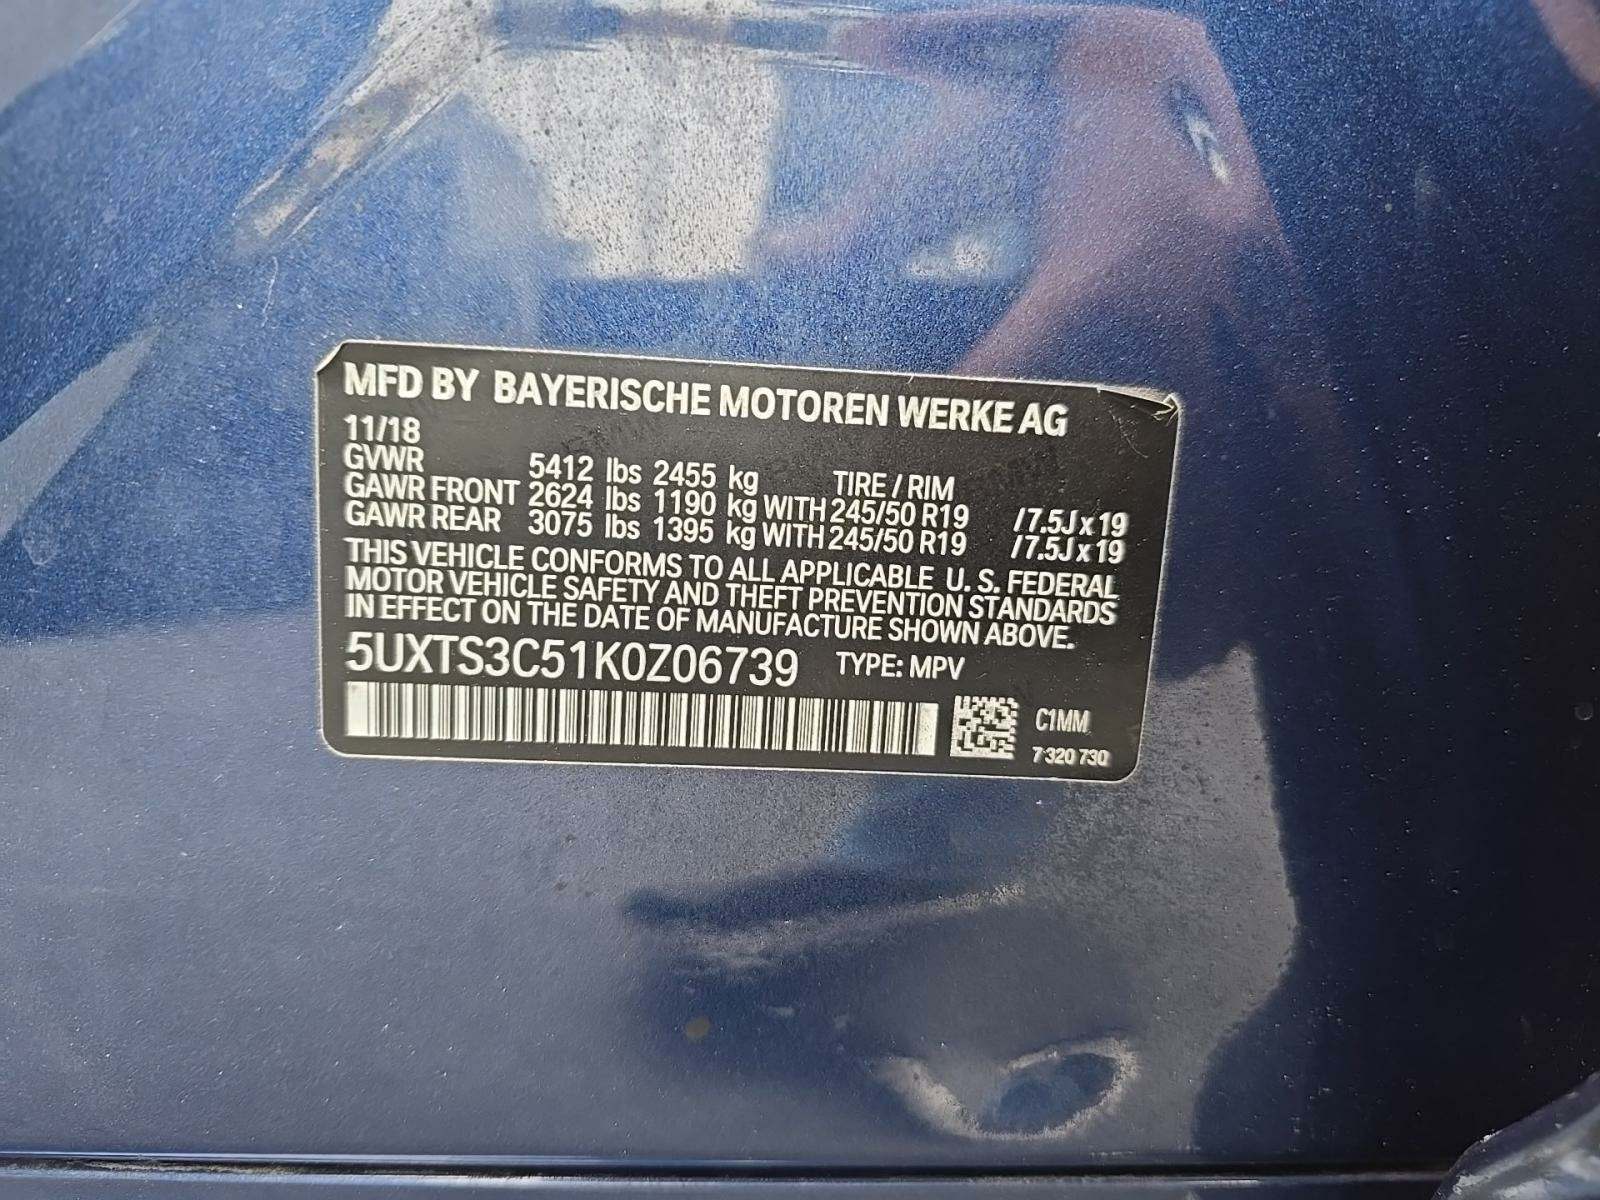 MFD BY BAYERISCHE MOTOREN WERKE AG
11/18
GVWR 5412 lbs 2455 kg TIRE / RIM
GAWR FRONT 2624 lbs 1190 kg WITH 245/50 R19 /7.5J x 19
GAWR REAR 3075 lbs 1395 kg WITH 245/50 R19 /7.5J x 19
THIS VEHICLE CONFORMS TO ALL APPLICABLE U. S. FEDERAL
MOTOR VEHICLE SAFETY AND THEFT PREVENTION STANDARDS
IN EFFECT ON THE DATE OF MANUFACTURE SHOWN ABOVE.
5UXTS3C51K0Z06739 TYPE: MPV
C1MM
7 320 730